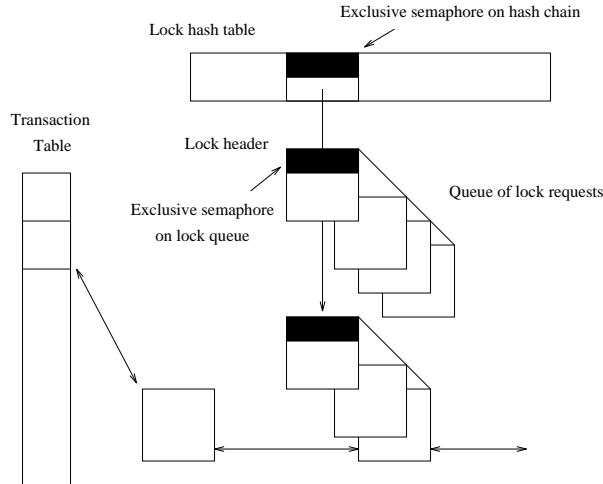 Exclusive semaphore on hash chain
Lock hash table
Transaction
Table
Lock header
Queue of lock requests
Exclusive semaphore
on lock queue